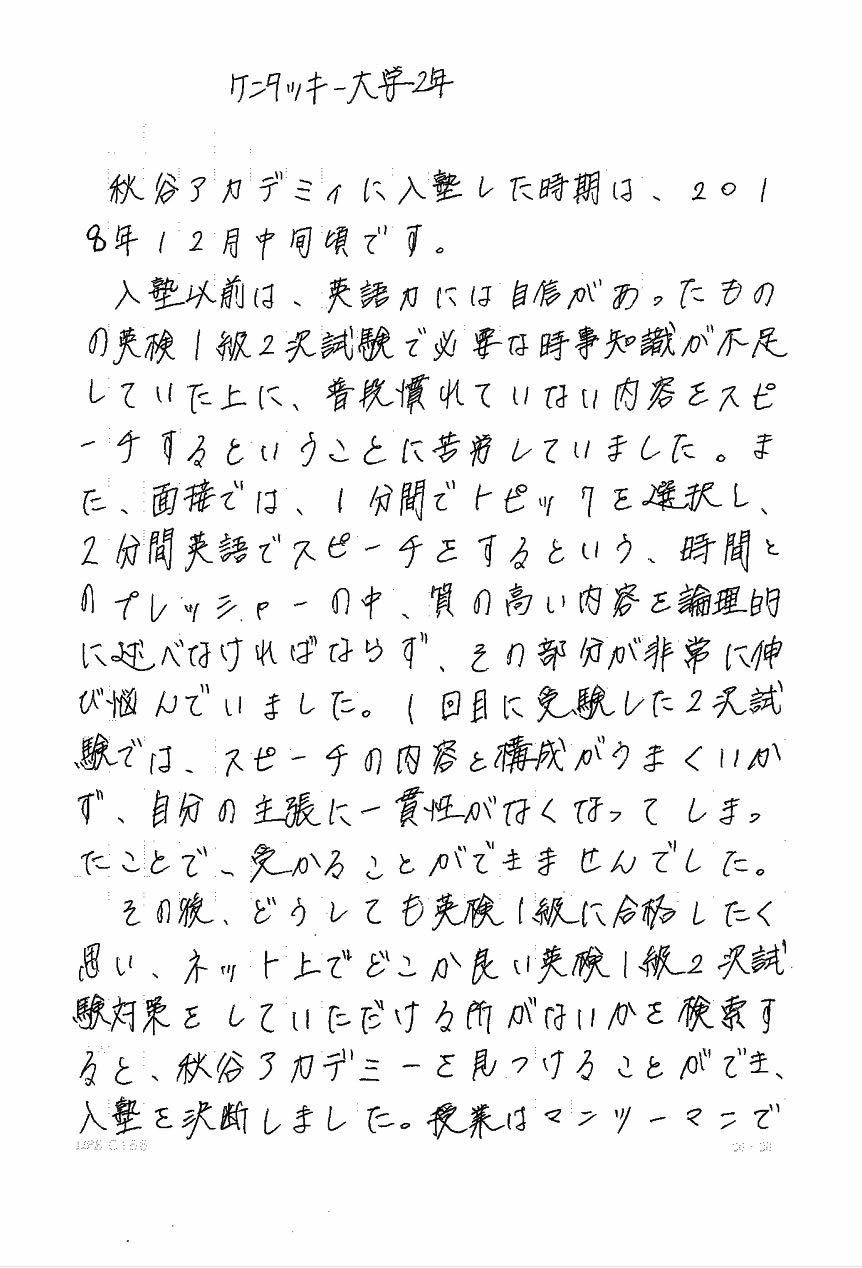 ケンタッキー大学2年
秋谷アカデミィに入塾した時期は、201
8年12月中旬頃です。
入塾以前は、英語力には自信があったもの
の英検1級2次試験で必要な時事知識が不足
していた上に、普段慣れていない内容をスピ
ーチするということに苦労していました。ま
た、面接では、1分間でトピックを選択し、
2分間英語でスピーチをするという、時間と
のプレッシャーの中、質の高い内容を論理的
に述べなければならず、その部分が非常に伸
び悩んでいました。1回目に受験した2次試
験では、スピーチの内容と構成がうまくいか
ず、自分の主張に一貫性がなくなってしまっ
たことで、受かることができませんでした。
その後、どうしても英検1級に合格したく
思い、ネット上でどこか良い英検1級2次試
験対策をしていただける所がないかを検索す
ると、秋谷アカデミーを見つけることができ、
入塾を決断しました。授業はマンツーマンで
LIFE C155